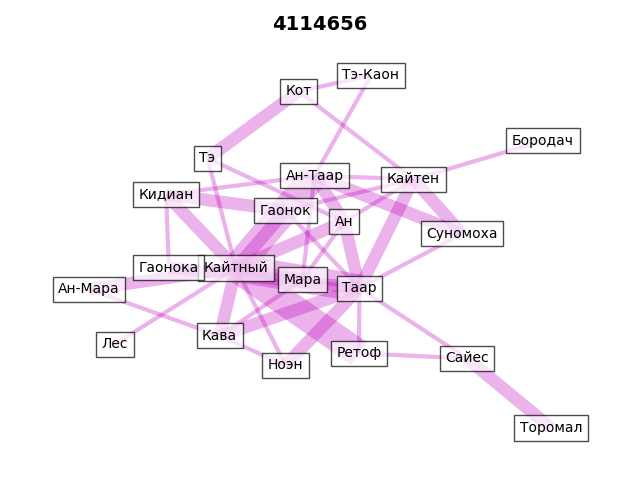 4114656
Тэ-Каон
Кот
Бородач
Тэ
Ан-Таар
Кайтен
Кидиан
Гаонок
Ан
Суномоха
Гаонока
Кайтный
Мара
Таар
Ан-Мара
Кава
Лес
Ретоф
Сайес
Ноэн
Торомал